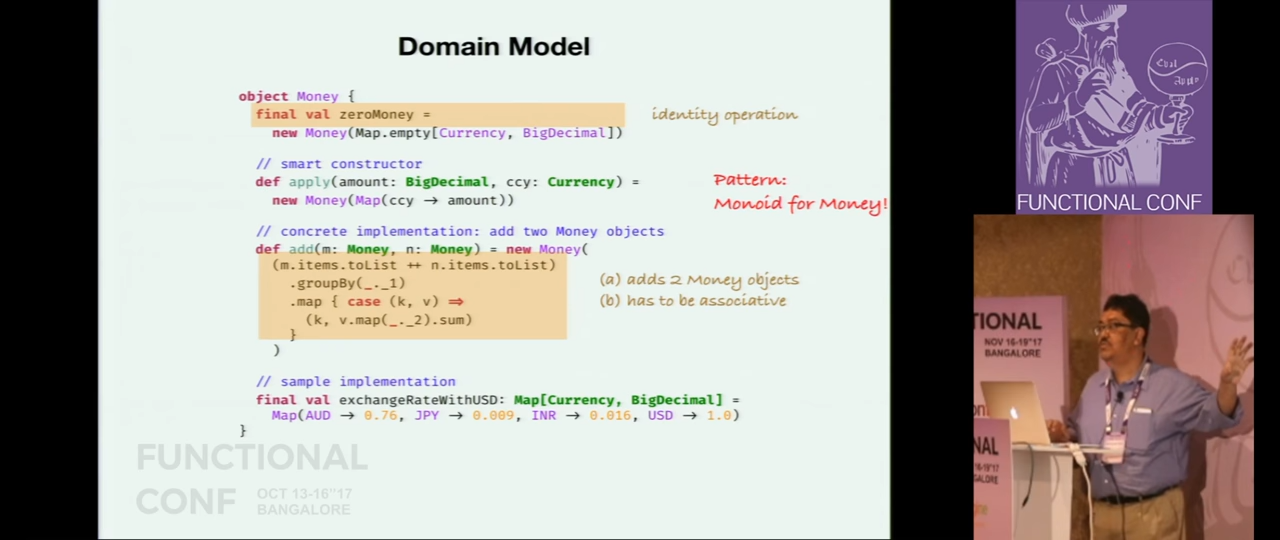 Domain Model
object Money {
final val zeroMoney =
new Money(Map.empty[Currency, BigDecimal])
identity operation
// smart constructor
def apply(amount: BigDecimal, ccy: Currency) =
new Money(Map(ccy → amount))
Pattern:
Monoid for Money!
// concrete implementation: add two Money objects
def add(m: Money, n: Money) = new Money(
(m.items.toList ++ n.items.toList)
.groupBy(_._1)
.map { case (k, v) ⇒
(k, v.map(_._2).sum)
}
)
(a) adds 2 Money objects
(b) has to be associative
// sample implementation
final val exchangeRateWithUSD: Map[Currency, BigDecimal] =
Map(AUD → 0.76, JPY → 0.009, INR → 0.016, USD → 1.0)
}
FUNCTIONAL
CONF
OCT 13-16"17
BANGALORE
Eval
Apply
FUNCTIONAL CONF
TIONAL
NOV 16-19"17
BANGALORE
NAL